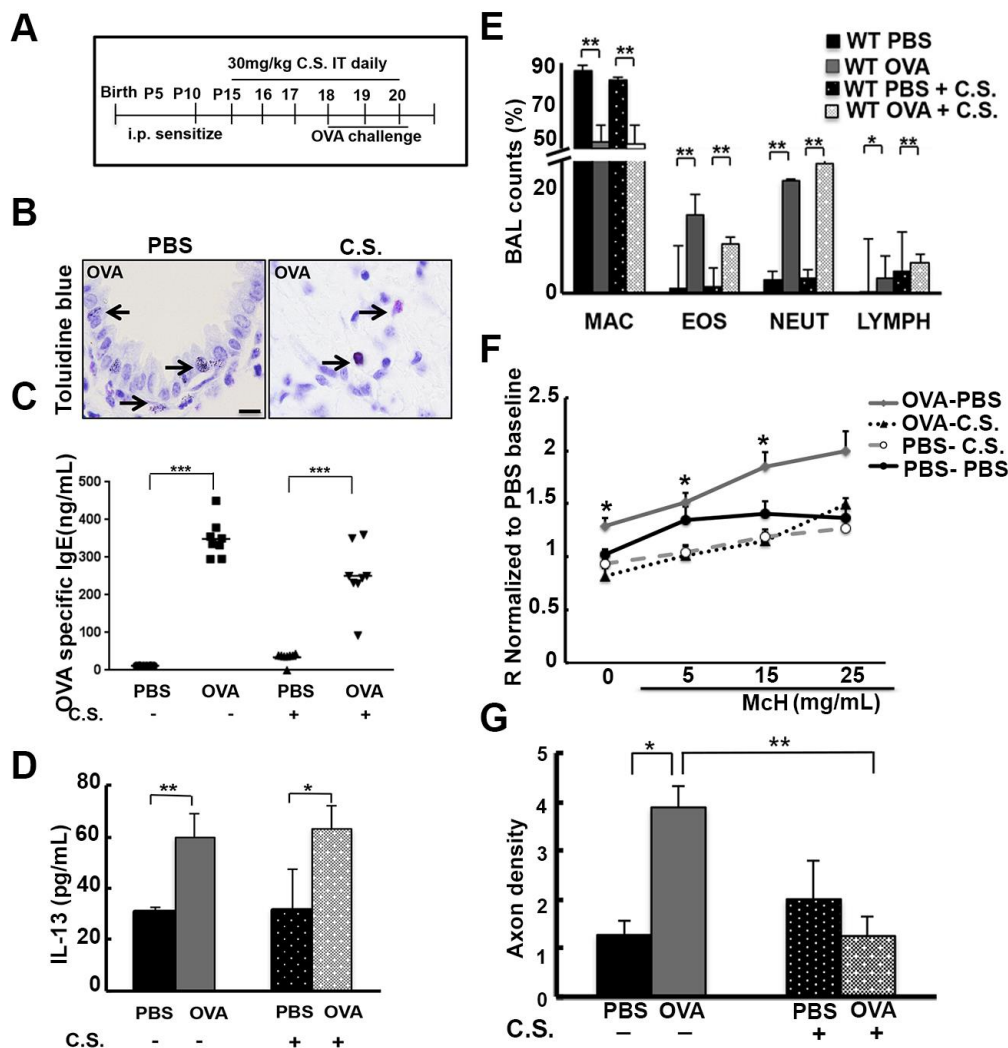 A
30mg/kg C.S. IT daily
Birth P5 P10 P15 16 17 18 19 20
i.p. sensitize
OVA challenge
B
PBS
C.S.
Toluidine blue
OVA
OVA
C
OVA specific IgE(ng/mL)
500
400
300
200
100
0
***
***
PBS OVA PBS OVA
C.S. - - + +
D
IL-13 (pg/mL)
80
60
40
20
0
**
*
PBS OVA PBS OVA
C.S. - - + +
E
WT PBS
WT OVA
WT PBS + C.S.
WT OVA + C.S.
BAL counts (%)
90
70
50
20
0
** **
** **
** **
* **
MAC EOS NEUT LYMPH
F
OVA-PBS
OVA-C.S.
PBS- C.S.
PBS- PBS
R Normalized to PBS baseline
2.5
2
1.5
1
0.5
0
* * *
0 5 15 25
McH (mg/mL)
G
Axon density
5
4
3
2
1
0
*
**
PBS OVA PBS OVA
C.S. – – + +